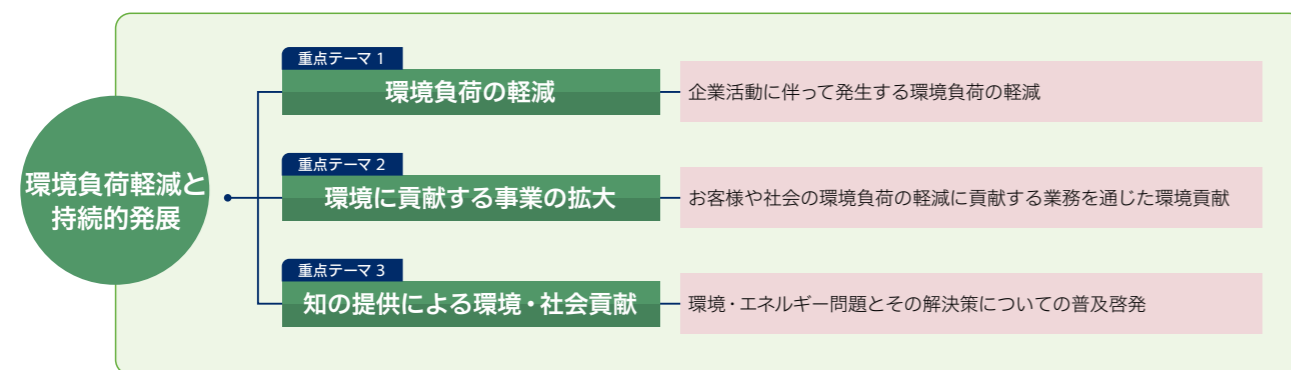 環境負荷軽減と
持続的発展
重点テーマ 1
環境負荷の軽減
企業活動に伴って発生する環境負荷の軽減
重点テーマ 2
環境に貢献する事業の拡大
お客様や社会の環境負荷の軽減に貢献する業務を通じた環境貢献
重点テーマ 3
知の提供による環境・社会貢献
環境・エネルギー問題とその解決策についての普及啓発